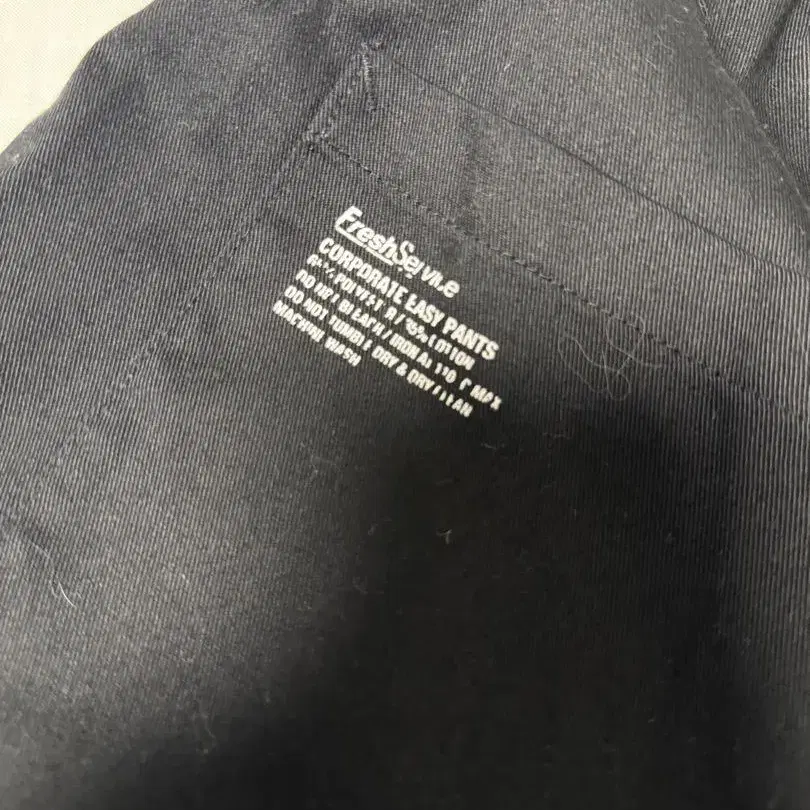 FreshService
CORPORATE EASY PANTS
POLYESTER / COTTON
DO NOT BLEACH / IRON AT 110 C MAX
DO NOT TUMBLE DRY & DRY CLEAN
MACHINE WASH